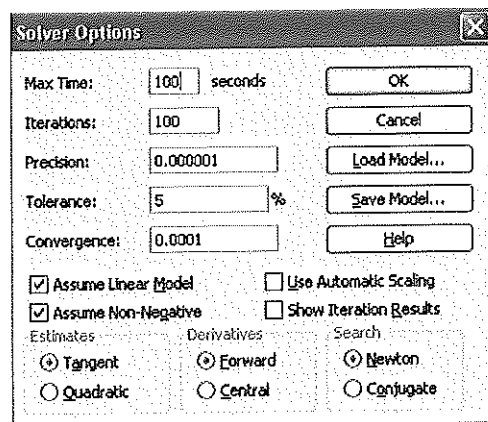 Solver Options
Max Time: 100 seconds OK
Iterations: 100 Cancel
Precision: 0.000001 Load Model...
Tolerance: 5 % Save Model...
Convergence: 0.0001 Help
Assume Linear Model Use Automatic Scaling
Assume Non-Negative Show Iteration Results
Estimates Derivatives Search
Tangent Forward Newton
Quadratic Central Conjugate